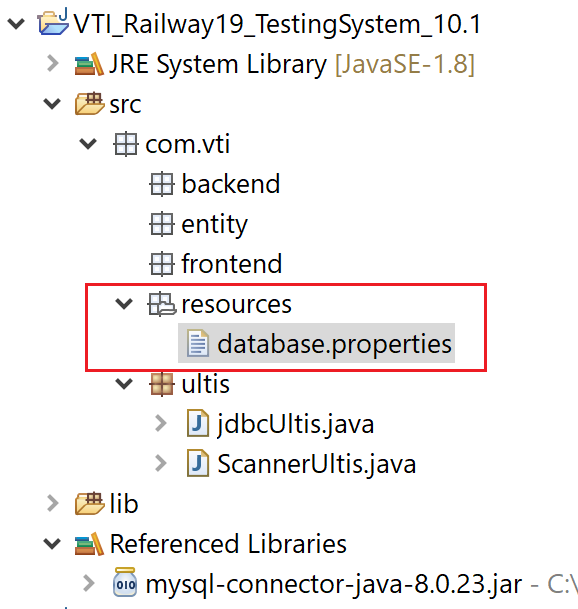 VTI_Railway19_TestingSystem_10.1
JRE System Library [JavaSE-1.8]
src
com.vti
backend
entity
frontend
resources
database.properties
ultis
jdbcUltis.java
ScannerUltis.java
lib
Referenced Libraries
mysql-connector-java-8.0.23.jar - C:\